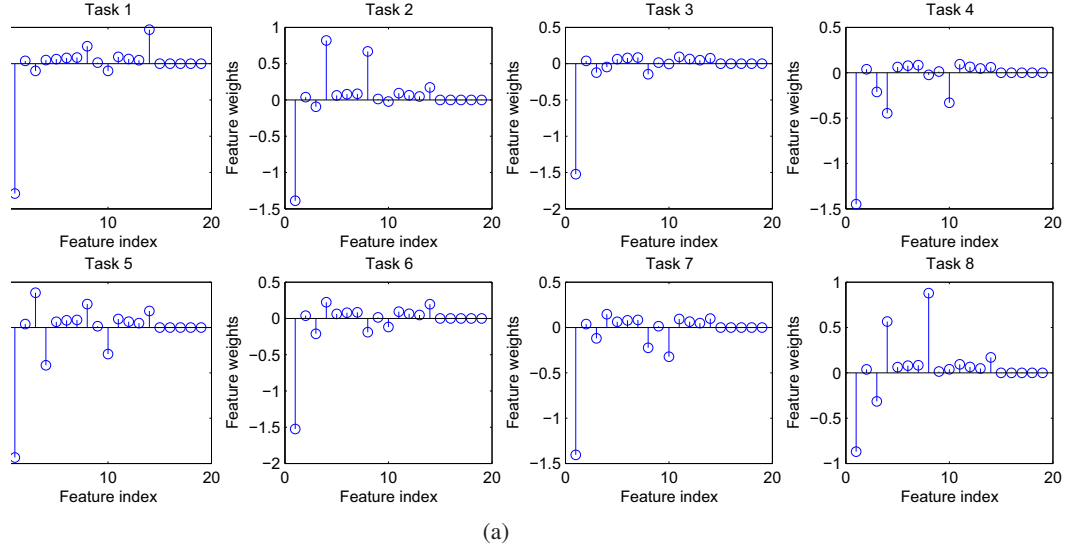 Task 1 Task 2 Task 3 Task 4
1 0.5 0 −0.5 −1 −1.5 Feature weights
0.5 0 −0.5 −1 −1.5 −2 Feature weights
0.5 0 −0.5 −1 −1.5 Feature weights
10 20 0 10 20 0 10 20 0 10 20
Feature index Feature index Feature index Feature index
Task 5 Task 6 Task 7 Task 8
0.5 0 −0.5 −1 −1.5 −2 Feature weights
0.5 0 −0.5 −1 −1.5 Feature weights
1 0.5 0 −0.5 −1 Feature weights
10 20 0 10 20 0 10 20 0 10 20
Feature index Feature index Feature index Feature index
(a)